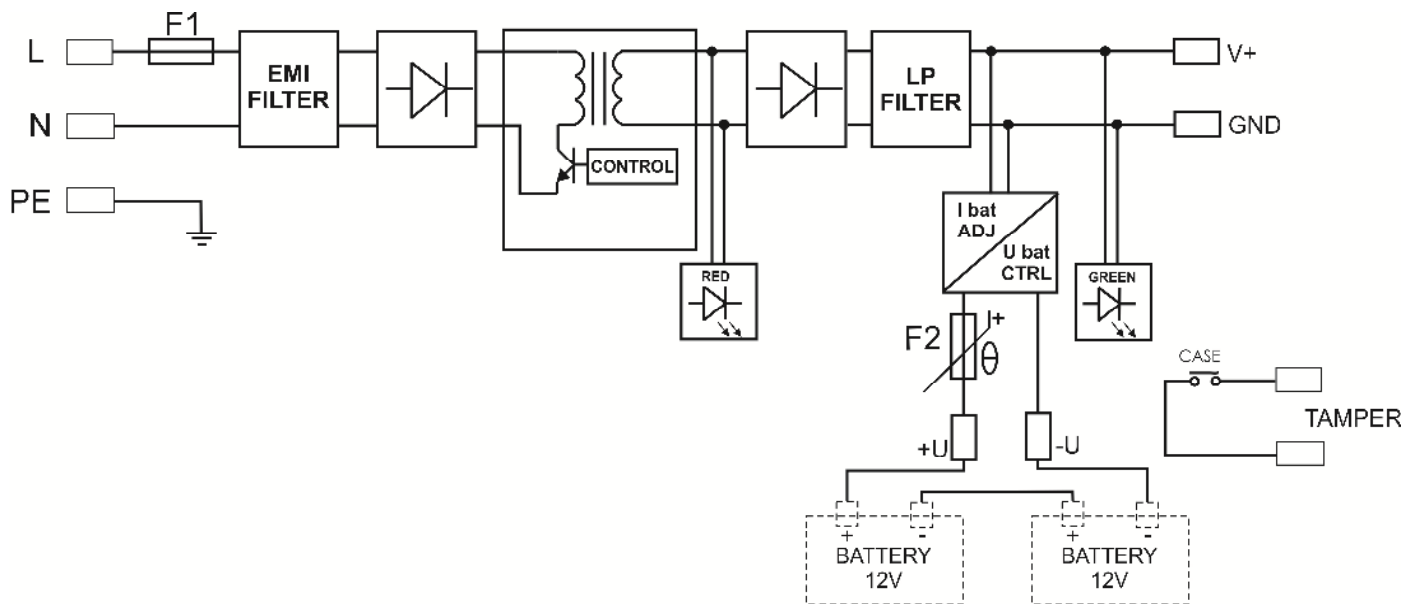 F1
L
EMI
FILTER
LP
FILTER
V+
N
GND
CONTROL
PE
I bat
ADJ
U bat
CTRL
RED
GREEN
F2
I+
θ
CASE
TAMPER
+U
-U
+ -
BATTERY
12V
+ -
BATTERY
12V